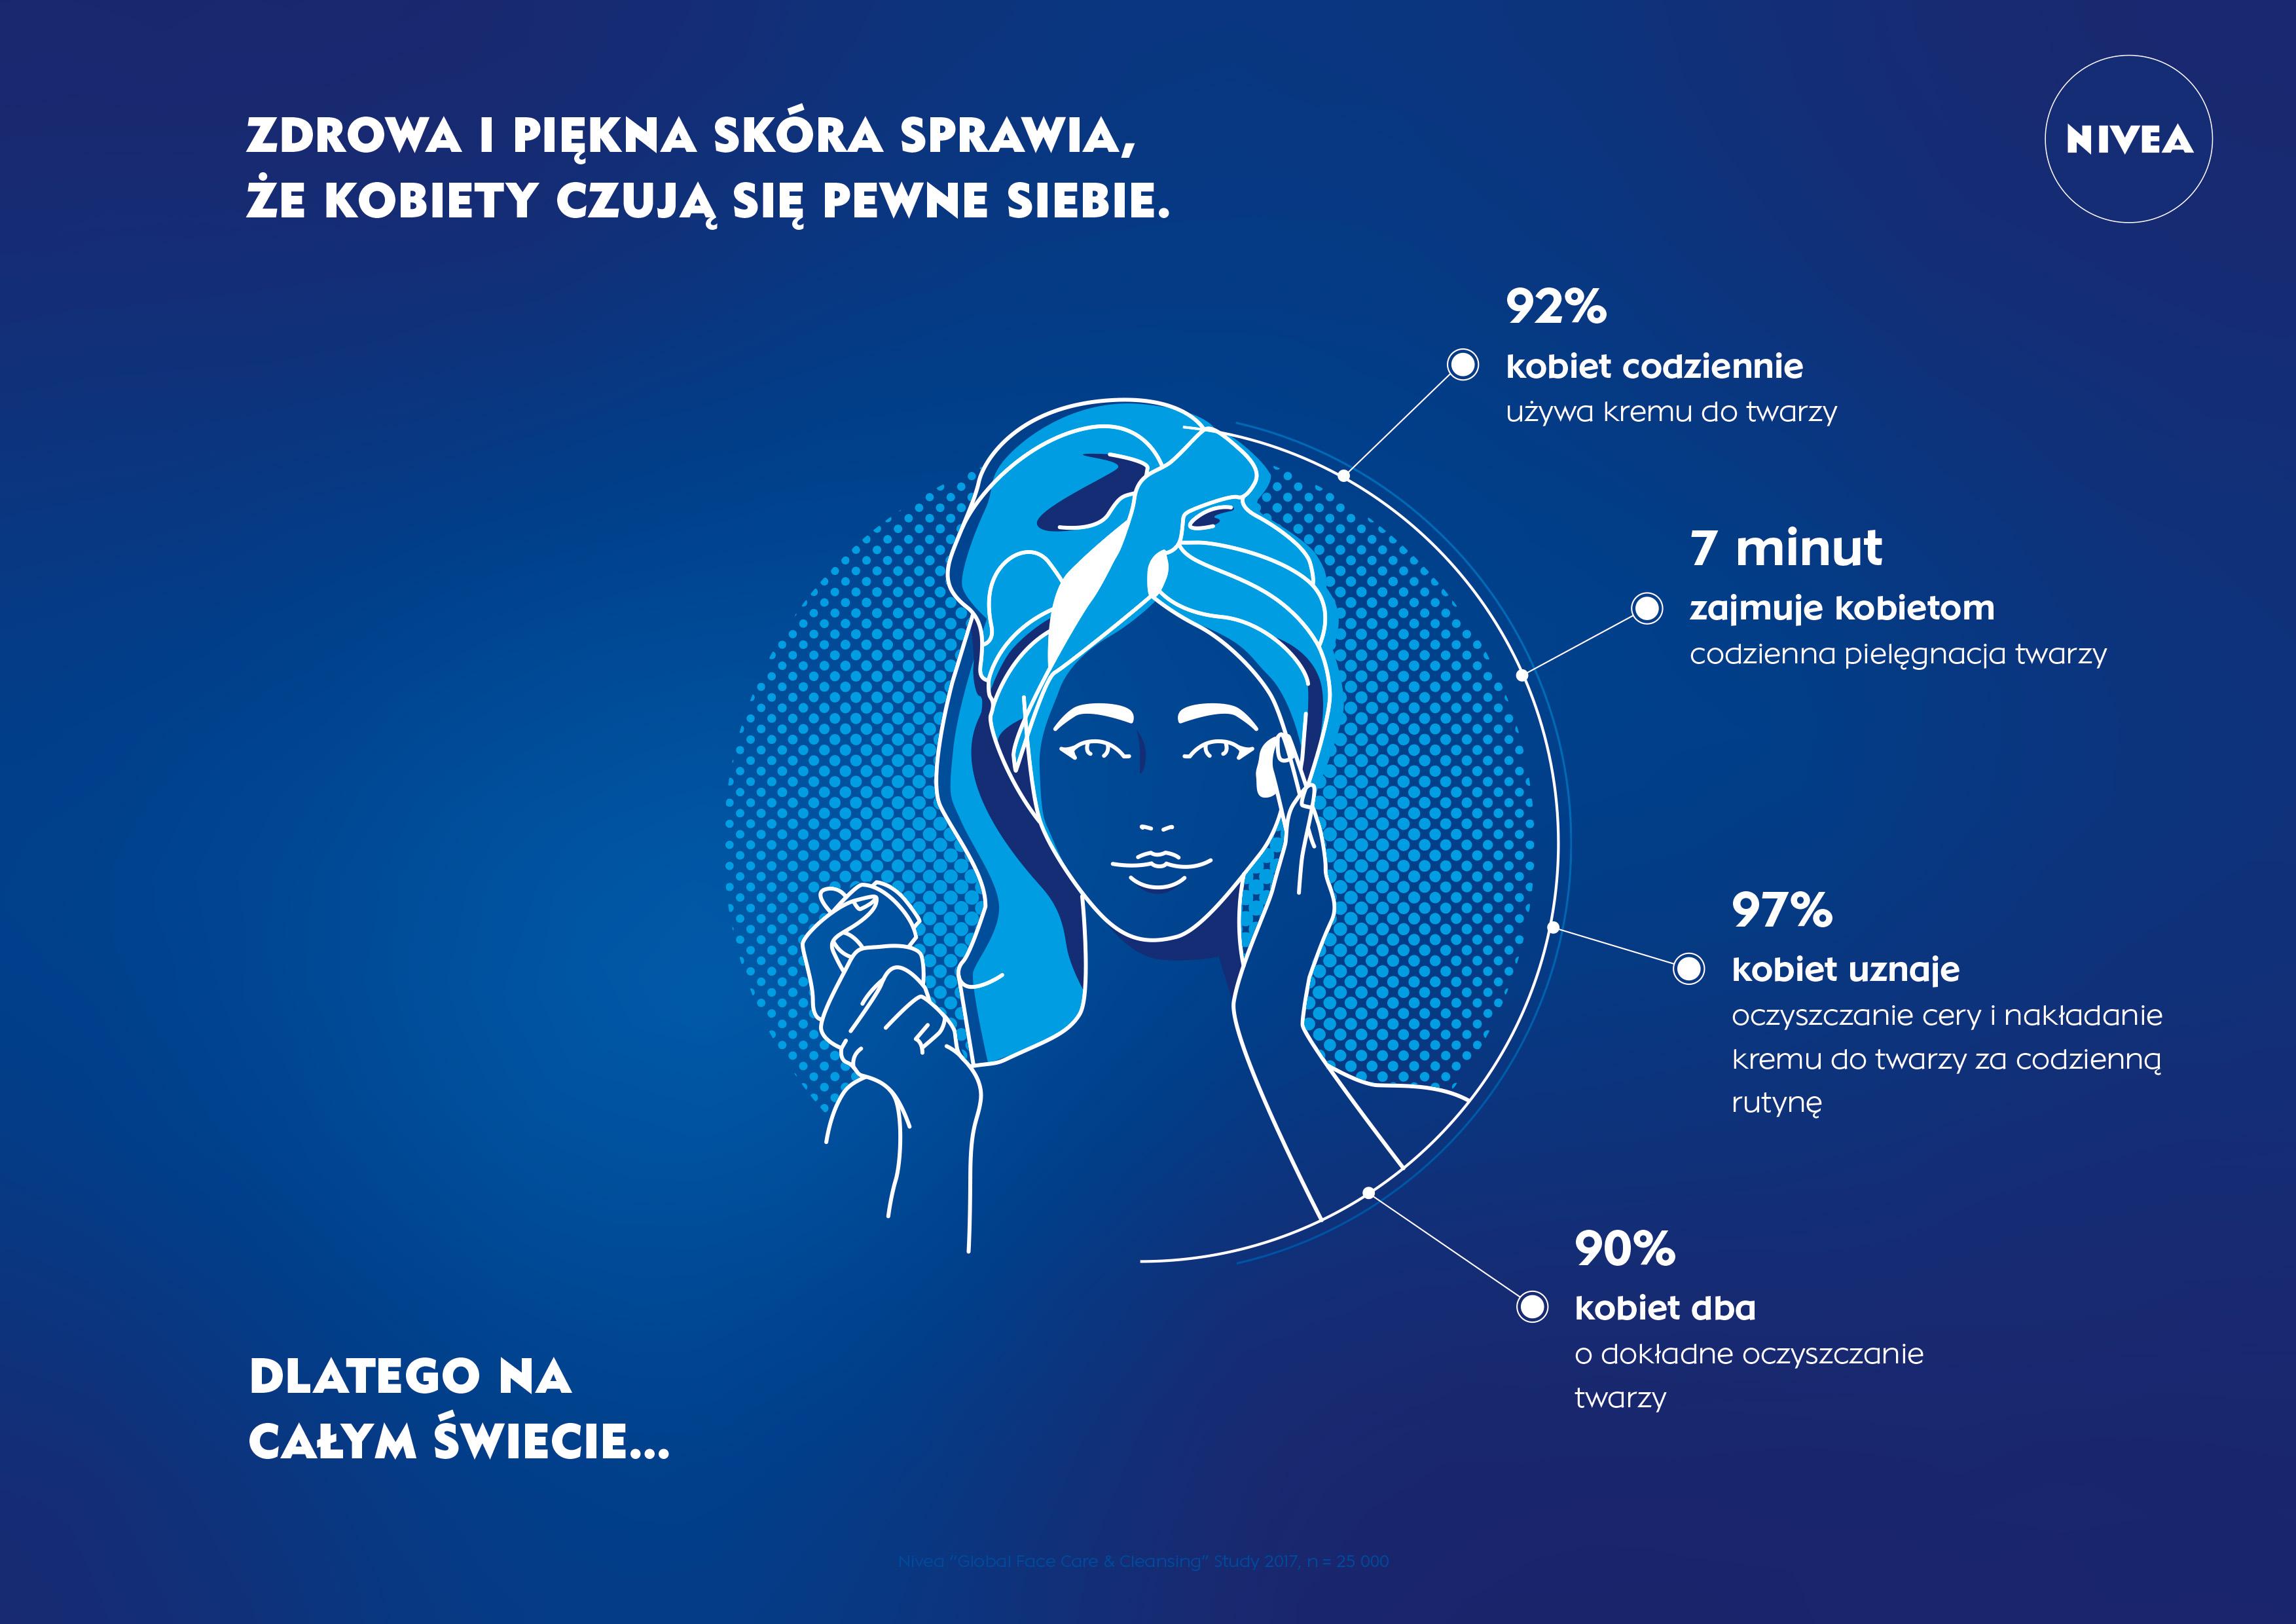 ZDROWA I PIĘKNA SKÓRA SPRAWIA,
ŻE KOBIETY CZUJĄ SIĘ PEWNE SIEBIE.
NIVEA
92%
kobiet codziennie
używa kremu do twarzy
7 minut
zajmuje kobietom
codzienna pielęgnacja twarzy
97%
kobiet uznaje
oczyszczanie cery i nakładanie
kremu do twarzy za codzienną
rutynę
90%
kobiet dba
o dokładne oczyszczanie
twarzy
DLATEGO NA
CAŁYM ŚWIECIE...
Nivea "Global Face Care & Cleansing" Study 2017, n = 25 000